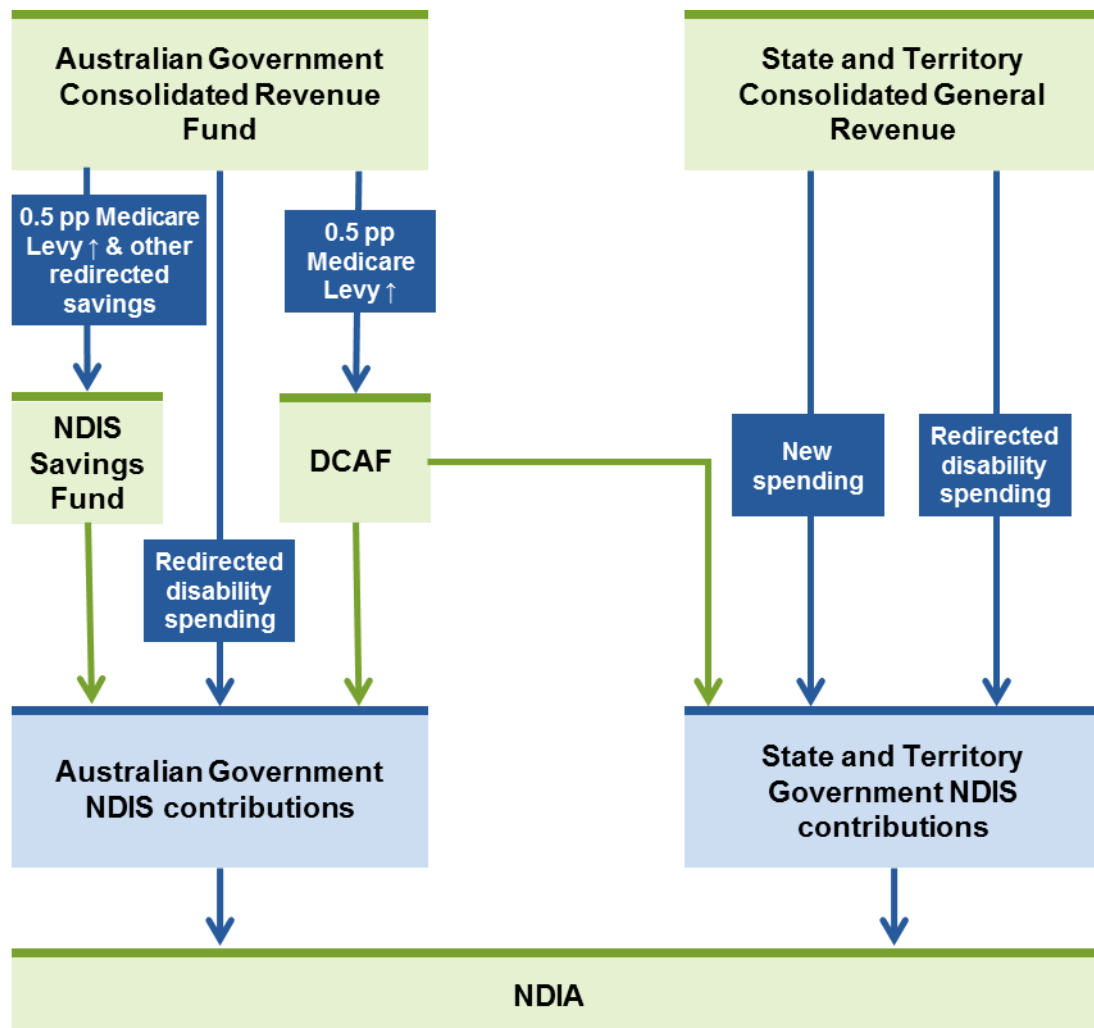 Australian Government
Consolidated Revenue
Fund
State and Territory
Consolidated General
Revenue
0.5 pp Medicare
Levy ↑ & other
redirected
savings
0.5 pp
Medicare
Levy ↑
NDIS
Savings
Fund
DCAF
New
spending
Redirected
disability
spending
Redirected
disability
spending
Australian Government
NDIS contributions
State and Territory
Government NDIS
contributions
NDIA